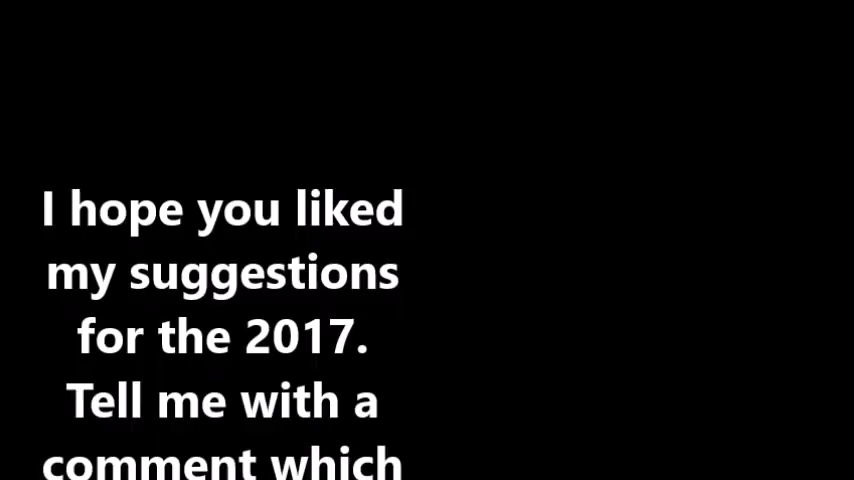 I hope you liked
my suggestions
for the 2017.
Tell me with a
comment which